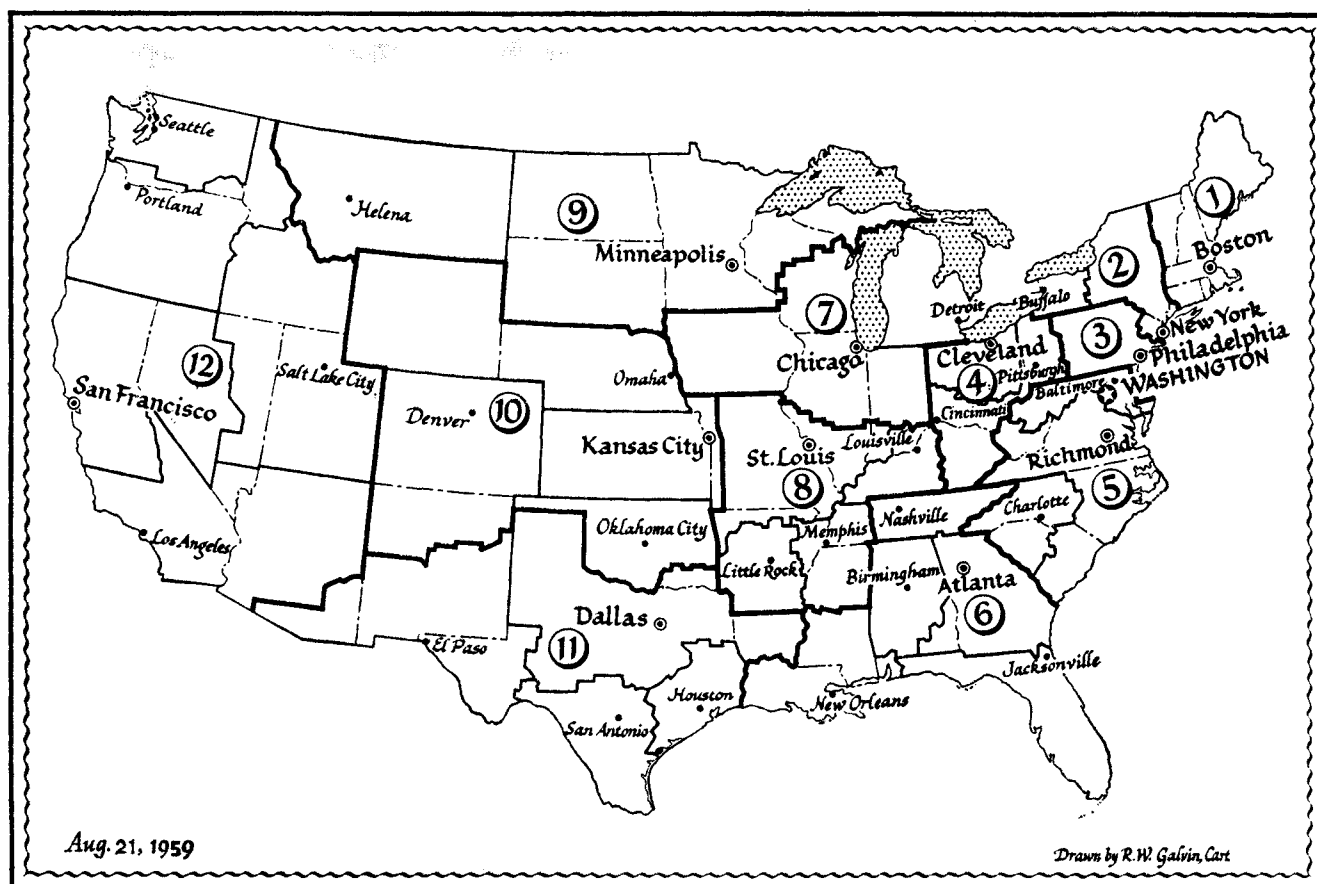 Seattle
Portland
Helena
9
1
Boston
Minneapolis
2
Detroit
Buffalo
7
New York
3
Philadelphia
Cleveland
Chicago
Pittsburgh
WASHINGTON
12
Salt Lake City
Omaha
4
Baltimore
San Francisco
Denver
10
Cincinnati
Kansas City
Louisville
St. Louis
Richmond
8
5
Nashville
Charlotte
Oklahoma City
Memphis
Los Angeles
Little Rock
Birmingham
Atlanta
Dallas
6
11
El Paso
Jacksonville
Houston
New Orleans
San Antonio
Aug. 21, 1959
Drawn by R.W. Galvin, Cart